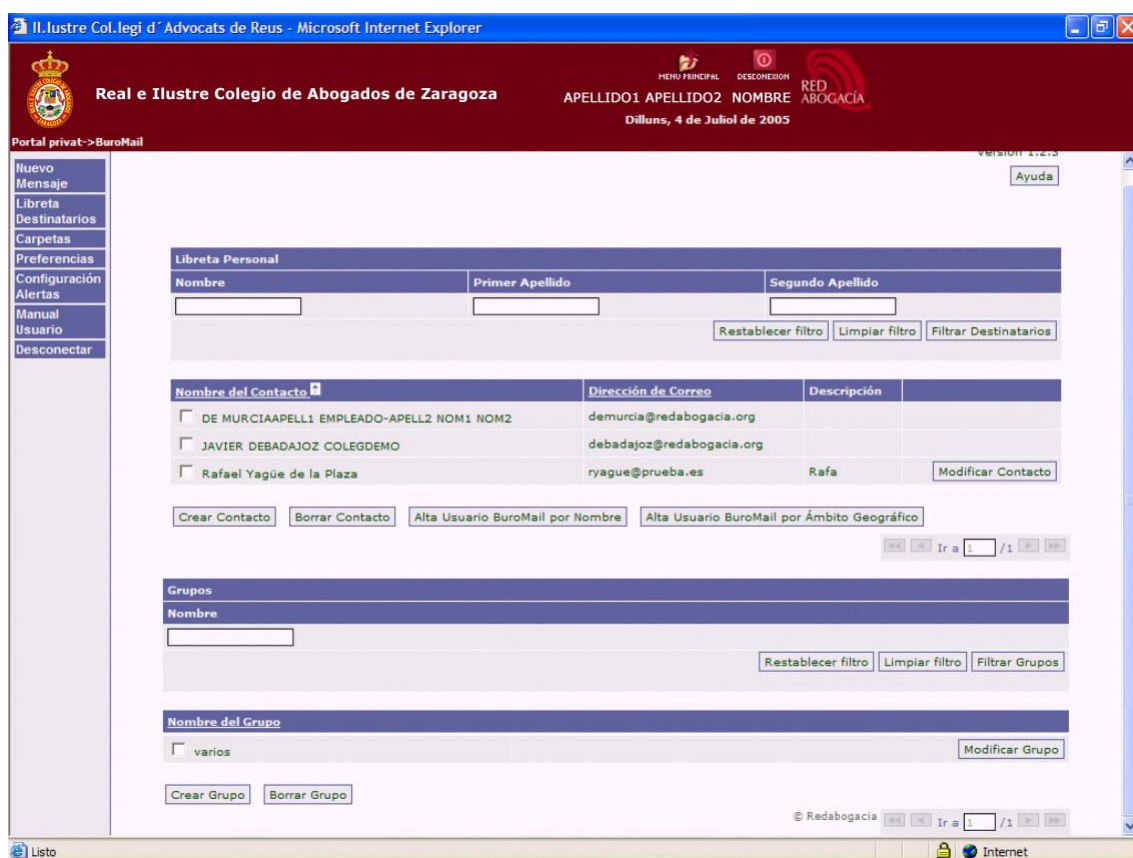 Il.lustre Col.legi d´Advocats de Reus - Microsoft Internet Explorer
MENU PRINCIPAL DESCONEXION
Real e Ilustre Colegio de Abogados de Zaragoza
APELLIDO1 APELLIDO2 NOMBRE
RED
ABOGACÍA
Dilluns, 4 de Juliol de 2005
Portal privat->BuroMail
Version 1.2.3
Ayuda
Nuevo
Mensaje
Libreta
Destinatarios
Carpetas
Preferencias
Configuración
Alertas
Manual
Usuario
Desconectar
Libreta Personal
Nombre Primer Apellido Segundo Apellido
Restablecer filtro Limpiar filtro Filtrar Destinatarios
Nombre del Contacto Dirección de Correo Descripción
DE MURCIAAPELL1 EMPLEADO-APELL2 NOM1 NOM2 demurcia@redabogacia.org
JAVIER DEBADAJOZ COLEGDEMO debadajoz@redabogacia.org
Rafael Yagüe de la Plaza ryague@prueba.es Rafa Modificar Contacto
Crear Contacto Borrar Contacto Alta Usuario BuroMail por Nombre Alta Usuario BuroMail por Ámbito Geográfico
Ir a 1 /1
Grupos
Nombre
Restablecer filtro Limpiar filtro Filtrar Grupos
Nombre del Grupo
varios Modificar Grupo
Crear Grupo Borrar Grupo
© Redabogacia Ir a 1 /1
Listo Internet